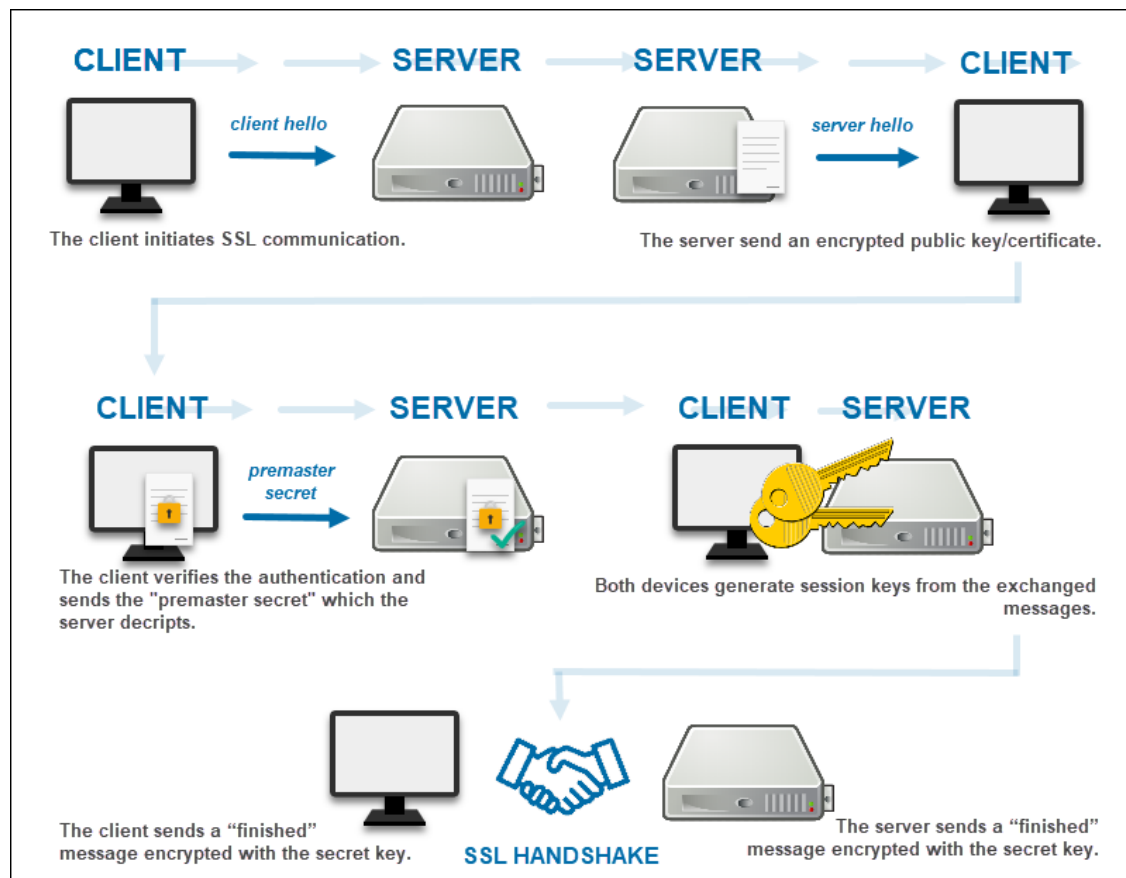 CLIENT
SERVER
SERVER
CLIENT
client hello
server hello
The client initiates SSL communication.
The server send an encrypted public key/certificate.
CLIENT
SERVER
CLIENT
SERVER
premaster
secret
The client verifies the authentication and
sends the "premaster secret" which the
server decripts.
Both devices generate session keys from the exchanged
messages.
The client sends a “finished”
message encrypted with the secret key.
SSL HANDSHAKE
The server sends a “finished”
message encrypted with the secret key.